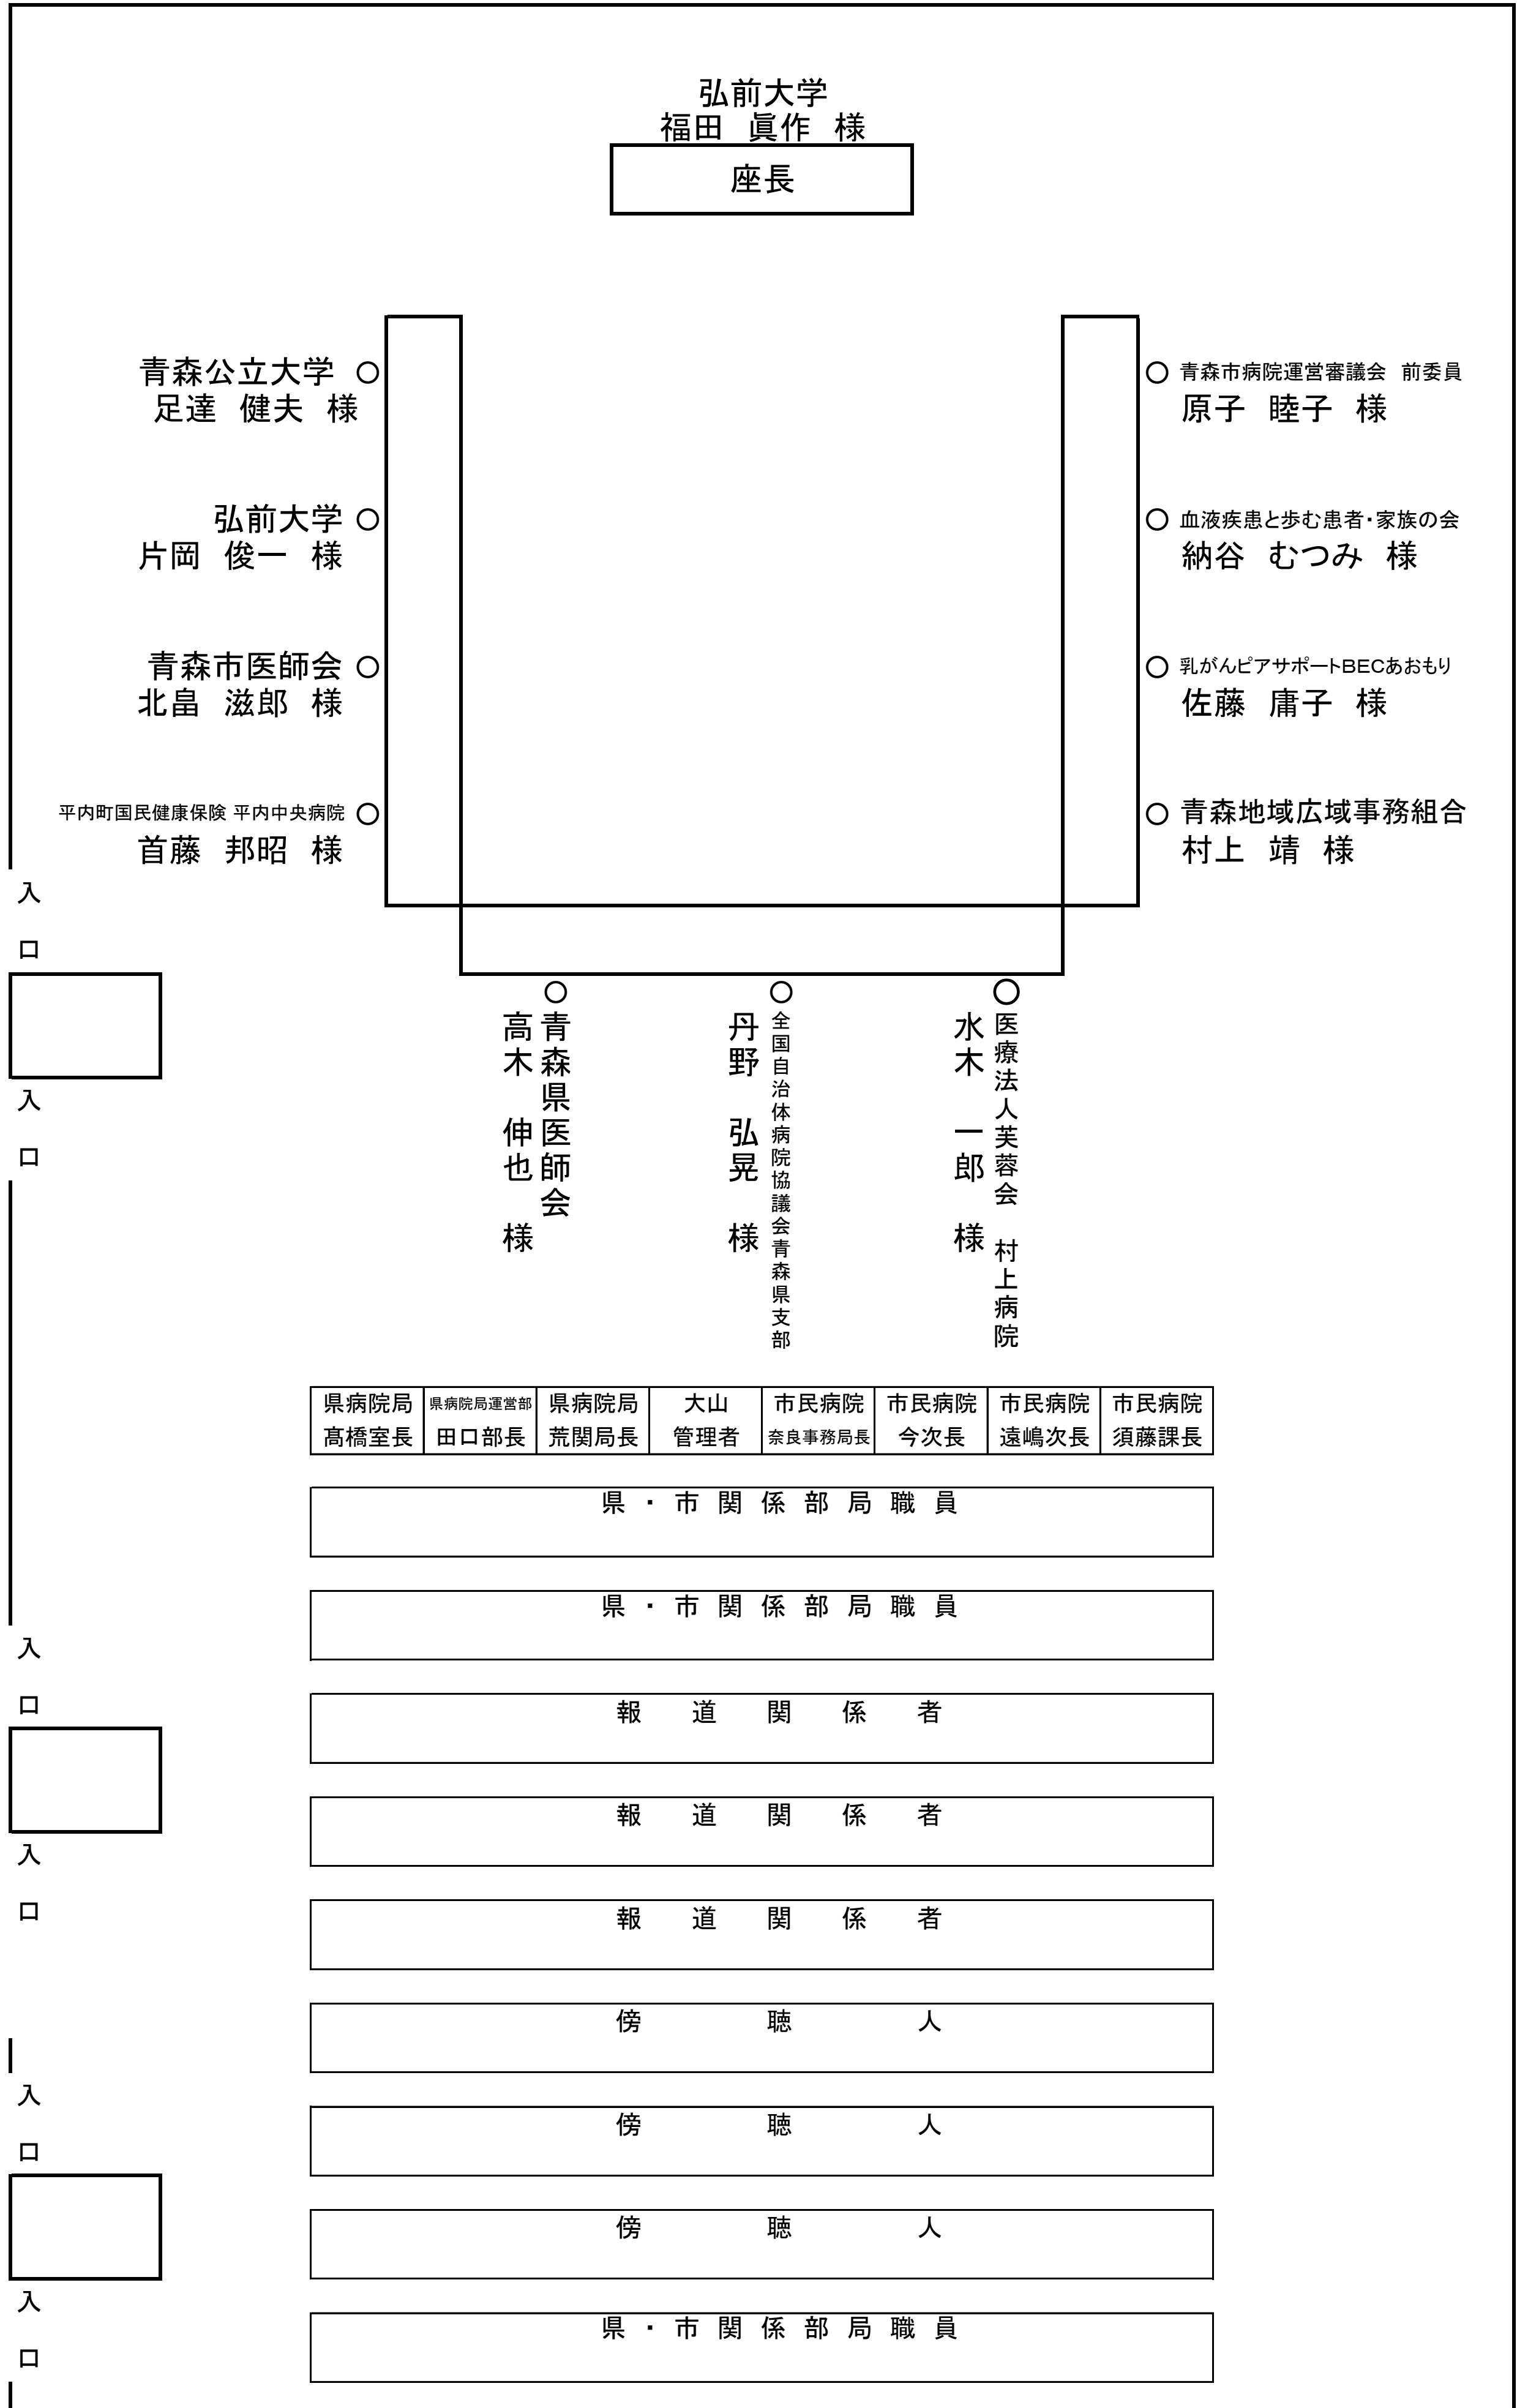 弘前大学
福田　眞作　様
座長
青森公立大学 ○
足達　健夫　様
弘前大学 ○
片岡　俊一　様
青森市医師会 ○
北畠　滋郎　様
平内町国民健康保険 平内中央病院 ○
首藤　邦昭　様
○ 青森市病院運営審議会　前委員
原子　睦子　様
○ 血液疾患と歩む患者・家族の会
納谷　むつみ　様
○ 乳がんピアサポートBECあおもり
佐藤　庸子　様
○ 青森地域広域事務組合
村上　靖　様
入口
入口
○ 医療法人芙蓉会　村上病院
水木　一郎　様
○ 全国自治体病院協議会青森県支部
丹野　弘晃　様
○ 青森県医師会
高木　伸也　様
県病院局
髙橋室長
県病院局運営部
田口部長
県病院局
荒関局長
大山
管理者
市民病院
奈良事務局長
市民病院
今次長
市民病院
遠嶋次長
市民病院
須藤課長
県・市関係部局職員
県・市関係部局職員
入口
報道関係者
報道関係者
入口
報道関係者
傍聴人
入口
傍聴人
傍聴人
入口
県・市関係部局職員